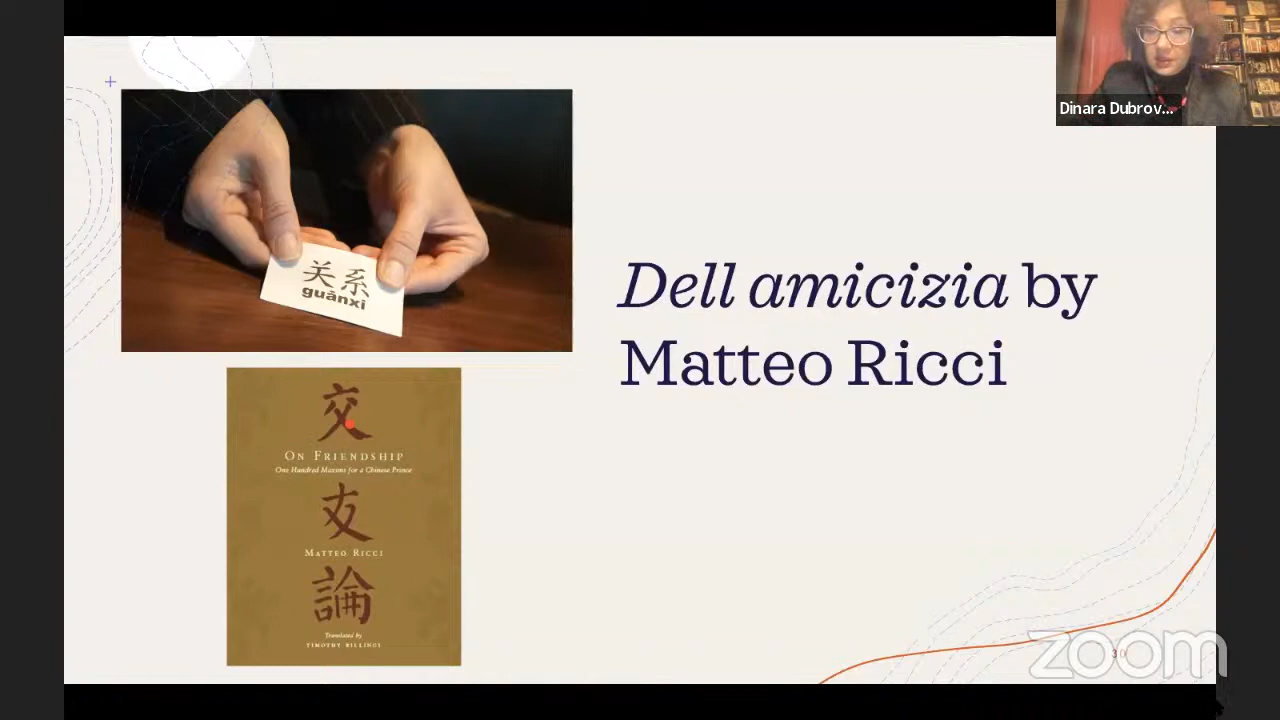 Dinara Dubrov...
关系
guānxi
Dell amicizia by
Matteo Ricci
交
ON FRIENDSHIP
One Hundred Maxims for a Chinese Prince
友
MATTEO RICCI
論
Translated by
TIMOTHY BILLINGS
30
zoom